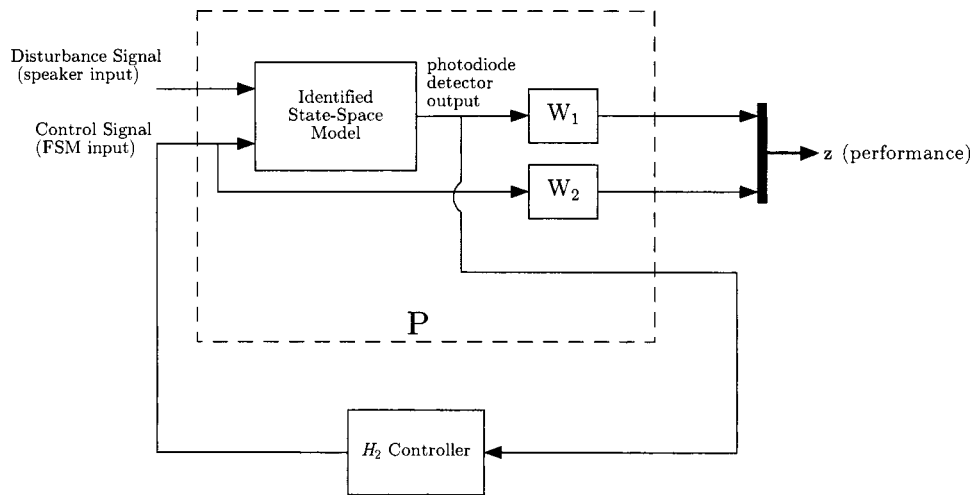 Disturbance Signal
(speaker input)
Control Signal
(FSM input)
Identified
State-Space
Model
photodiode
detector
output
W₁
W₂
z (performance)
P
H₂ Controller